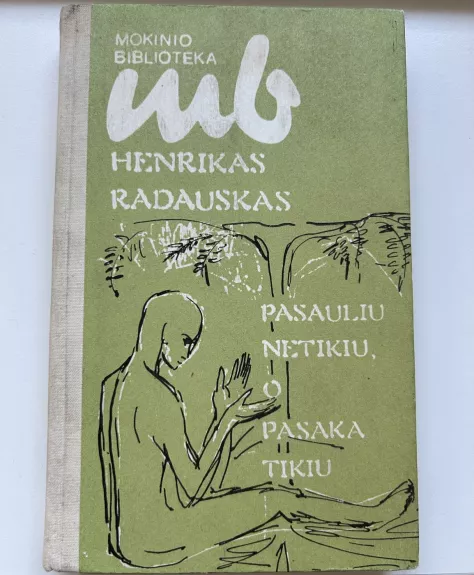 MOKINIO
BIBLIOTEKA
mb
HENRIKAS
RADAUSKAS
PASAULIU
NETIKIU,
O
PASAKA
TIKIU